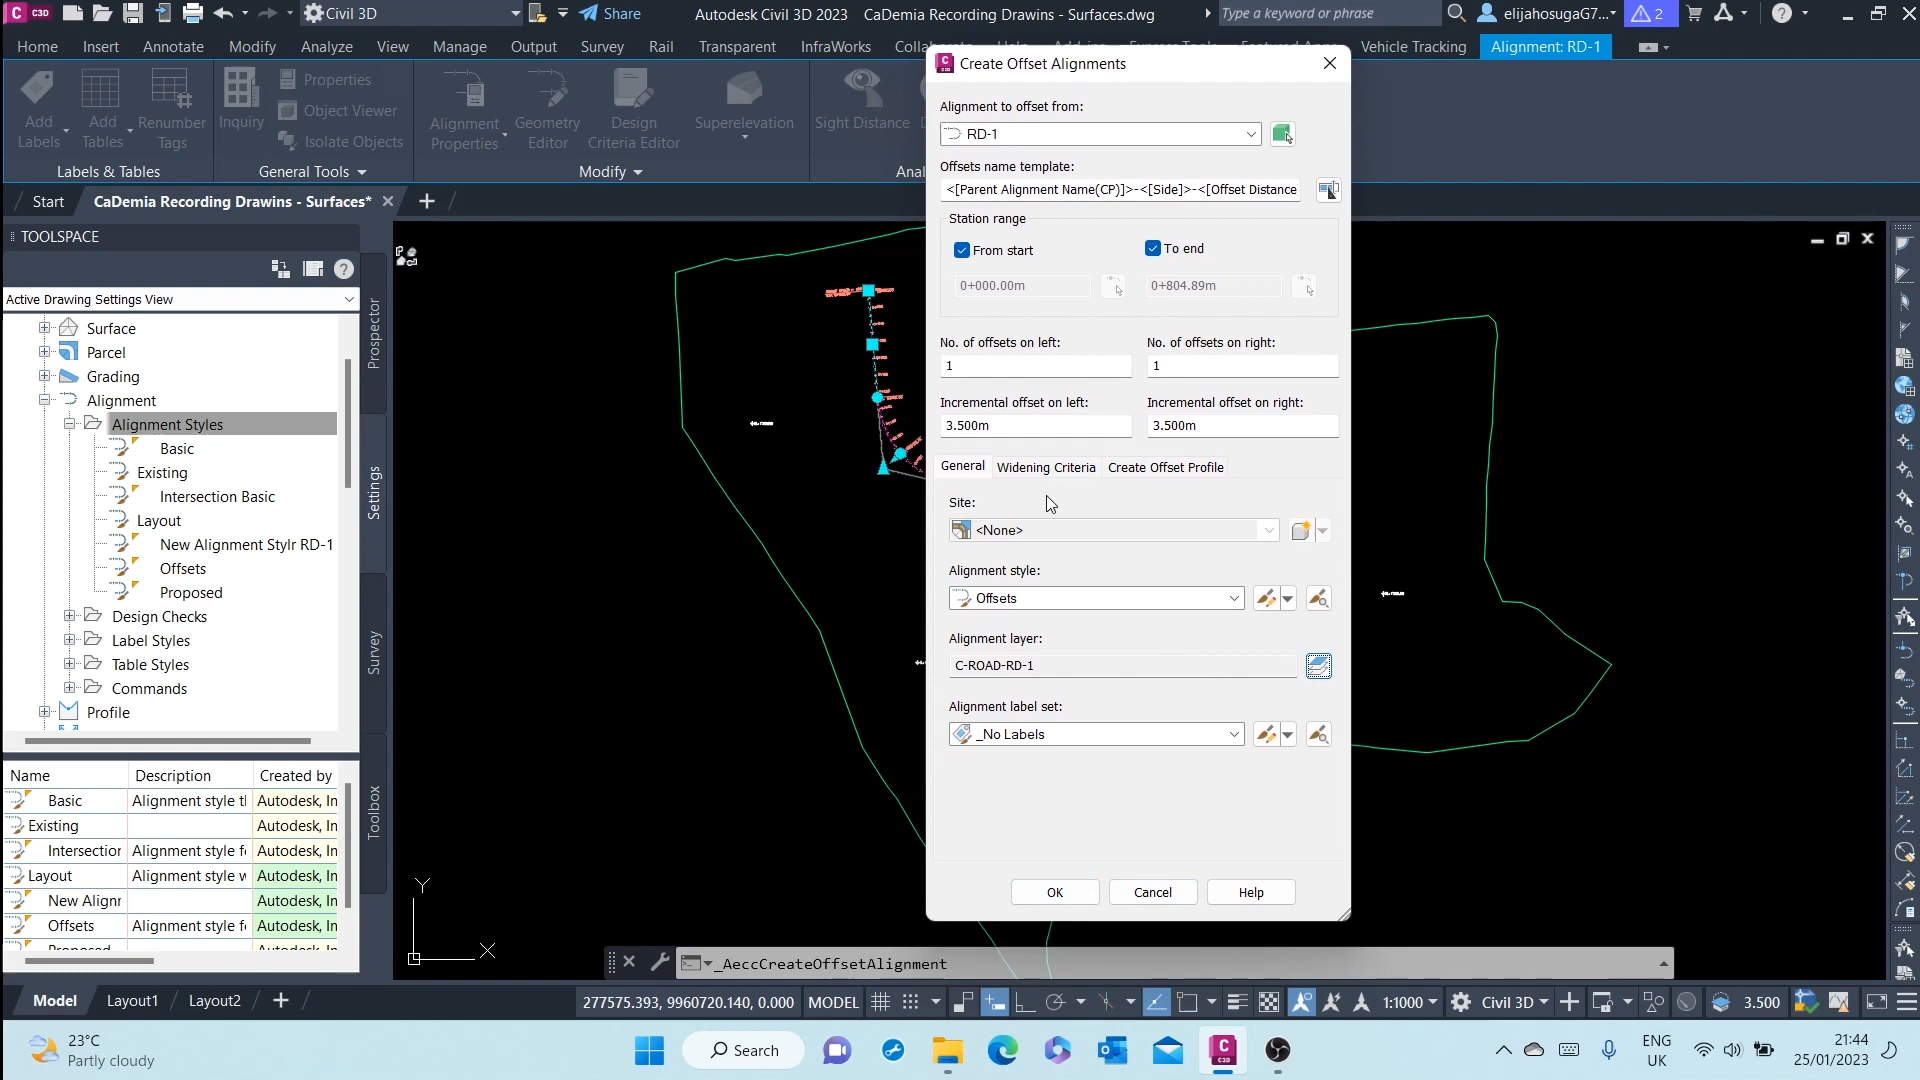 C3D
Civil 3D
Share
Autodesk Civil 3D 2023
CaDemia Recording Drawins - Surfaces.dwg
Type a keyword or phrase
elijahosugaG7...
2
Home
Insert
Annotate
Modify
Analyze
View
Manage
Output
Survey
Rail
Transparent
InfraWorks
Vehicle Tracking
Alignment: RD-1
Add
Labels
Add
Tables
Renumber
Tags
Inquiry
Properties
Object Viewer
Isolate Objects
Alignment
Properties
Geometry
Editor
Design
Criteria Editor
Superelevation
Sight Distance
Labels & Tables
General Tools
Modify
Start
CaDemia Recording Drawins - Surfaces*
TOOLSPACE
Active Drawing Settings View
Surface
Parcel
Grading
Alignment
Alignment Styles
Basic
Existing
Intersection Basic
Layout
New Alignment Stylr RD-1
Offsets
Proposed
Design Checks
Label Styles
Table Styles
Commands
Profile
Prospector
Settings
Survey
Toolbox
Name
Description
Created by
Basic
Alignment style
Autodesk, In
Existing
Autodesk, In
Intersection
Alignment style
Autodesk, In
Layout
Alignment style
Autodesk, In
New Alignr
Autodesk, In
Offsets
Alignment style
Autodesk, In
Create Offset Alignments
Alignment to offset from:
RD-1
Offsets name template:
<[Parent Alignment Name(CP)]>-<[Side]>-<[Offset Distance
Station range
From start
To end
0+000.00m
0+804.89m
No. of offsets on left:
No. of offsets on right:
1
1
Incremental offset on left:
Incremental offset on right:
3.500m
3.500m
General
Widening Criteria
Create Offset Profile
Site:
<None>
Alignment style:
Offsets
Alignment layer:
C-ROAD-RD-1
Alignment label set:
_No Labels
OK
Cancel
Help
Y
X
_AeccCreateOffsetAlignment
Model
Layout1
Layout2
277575.393, 9960720.140, 0.000
MODEL
1:1000
Civil 3D
3.500
23°C
Partly cloudy
Search
C3D
ENG
UK
21:44
25/01/2023